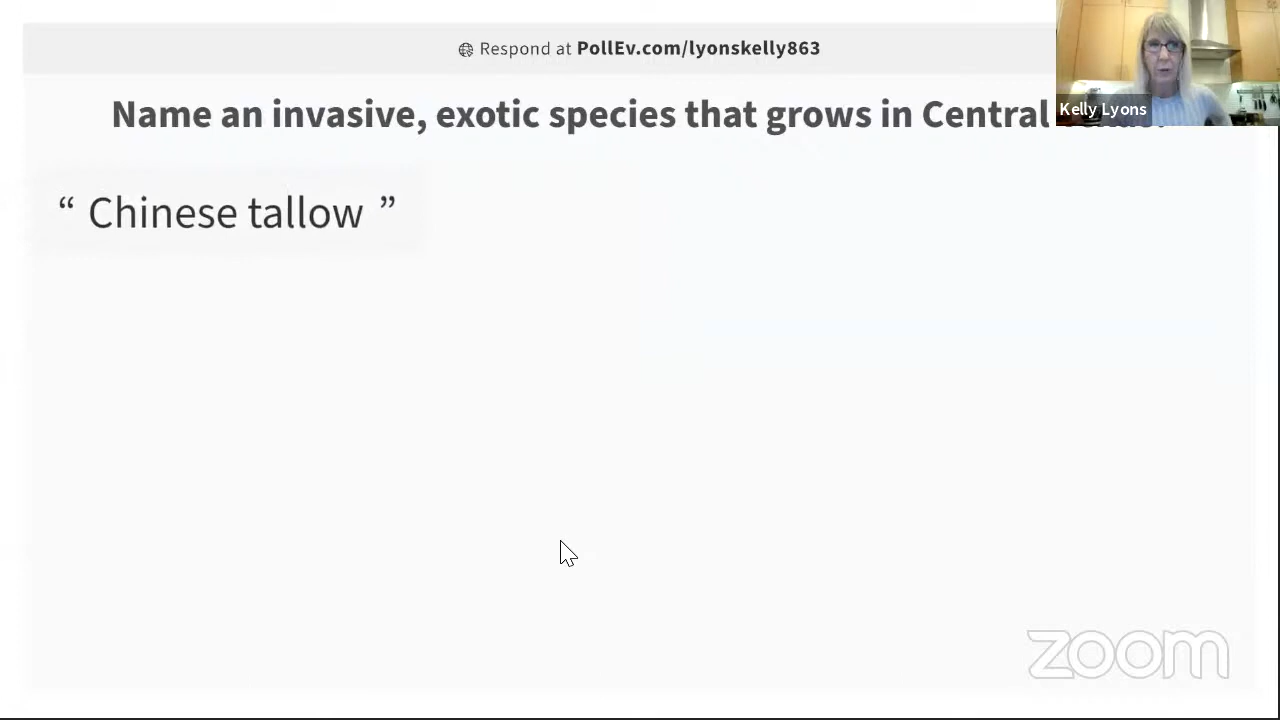 Respond at PollEv.com/lyonskelly863
Name an invasive, exotic species that grows in Central
Kelly Lyons
“ Chinese tallow ”
zoom